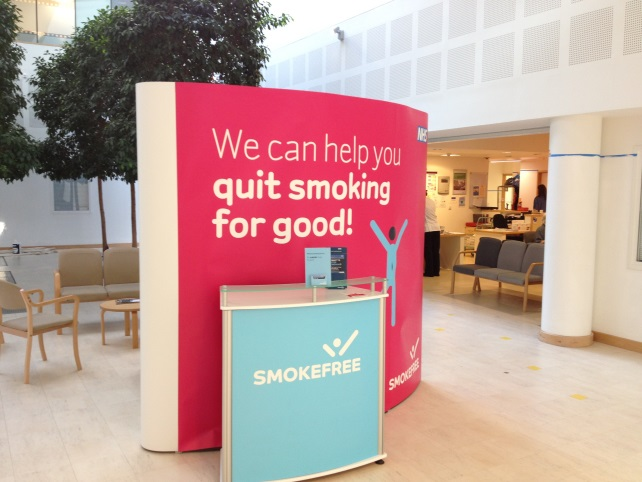 NHS
We can help you
quit smoking
for good!
SMOKEFREE
SMOKEFREE